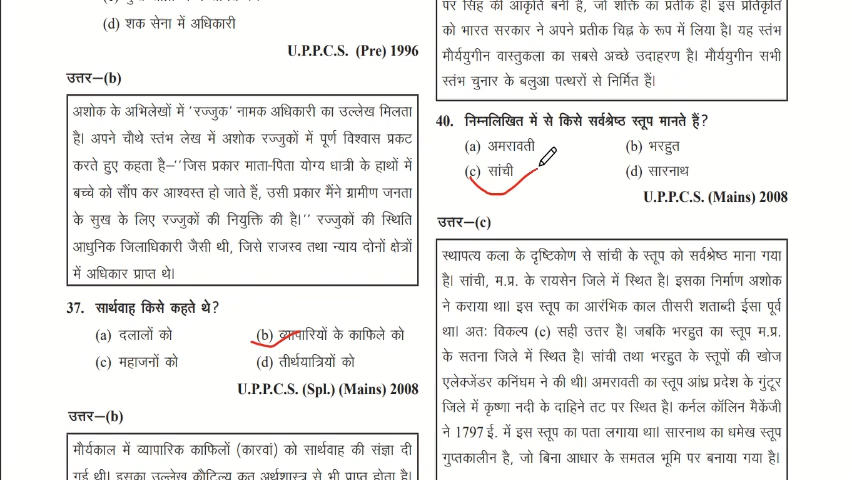 (d) शक सेना में अधिकारी
U.P.P.C.S. (Pre) 1996
उत्तर–(b)
अशोक के अभिलेखों में 'रज्जुक' नामक अधिकारी का उल्लेख मिलता
है। अपने चौथे स्तंभ लेख में अशोक रज्जुकों में पूर्ण विश्वास प्रकट
करते हुए कहता है–''जिस प्रकार माता-पिता योग्य धात्री के हाथों में
बच्चे को सौंप कर आश्वस्त हो जाते हैं, उसी प्रकार मैंने ग्रामीण जनता
के सुख के लिए रज्जुकों की नियुक्ति की है।'' रज्जुकों की स्थिति
आधुनिक जिलाधिकारी जैसी थी, जिसे राजस्व तथा न्याय दोनों क्षेत्रों
में अधिकार प्राप्त थे।
37. सार्थवाह किसे कहते थे?
(a) दलालों को (b) व्यापारियों के काफिले को
(c) महाजनों को (d) तीर्थयात्रियों को
U.P.P.C.S. (Spl.) (Mains) 2008
उत्तर–(b)
मौर्यकाल में व्यापारिक काफिलों (कारवां) को सार्थवाह की संज्ञा दी
गई थी। इसका उल्लेख कौटिल्य कृत अर्थशास्त्र से भी प्राप्त होता है।
पर सिंह की आकृति बनी है, जो शक्ति का प्रतीक है। इस प्रतिकृति
को भारत सरकार ने अपने प्रतीक चिह्न के रूप में लिया है। यह स्तंभ
मौर्ययुगीन वास्तुकला का सबसे अच्छे उदाहरण है। मौर्ययुगीन सभी
स्तंभ चुनार के बलुआ पत्थरों से निर्मित हैं।
40. निम्नलिखित में से किसे सर्वश्रेष्ठ स्तूप मानते हैं?
(a) अमरावती (b) भरहुत
(c) सांची (d) सारनाथ
U.P.P.C.S. (Mains) 2008
उत्तर–(c)
स्थापत्य कला के दृष्टिकोण से सांची के स्तूप को सर्वश्रेष्ठ माना गया
है। सांची, म.प्र. के रायसेन जिले में स्थित है। इसका निर्माण अशोक
ने कराया था। इस स्तूप का आरंभिक काल तीसरी शताब्दी ईसा पूर्व
था। अतः विकल्प (c) सही उत्तर है। जबकि भरहुत का स्तूप म.प्र.
के सतना जिले में स्थित है। सांची तथा भरहुत के स्तूपों की खोज
एलेक्जेंडर कनिंघम ने की थी। अमरावती का स्तूप आंध्र प्रदेश के गुंटूर
जिले में कृष्णा नदी के दाहिने तट पर स्थित है। कर्नल कॉलिन मैकेंजी
ने 1797 ई. में इस स्तूप का पता लगाया था। सारनाथ का धमेख स्तूप
गुप्तकालीन है, जो बिना आधार के समतल भूमि पर बनाया गया है।